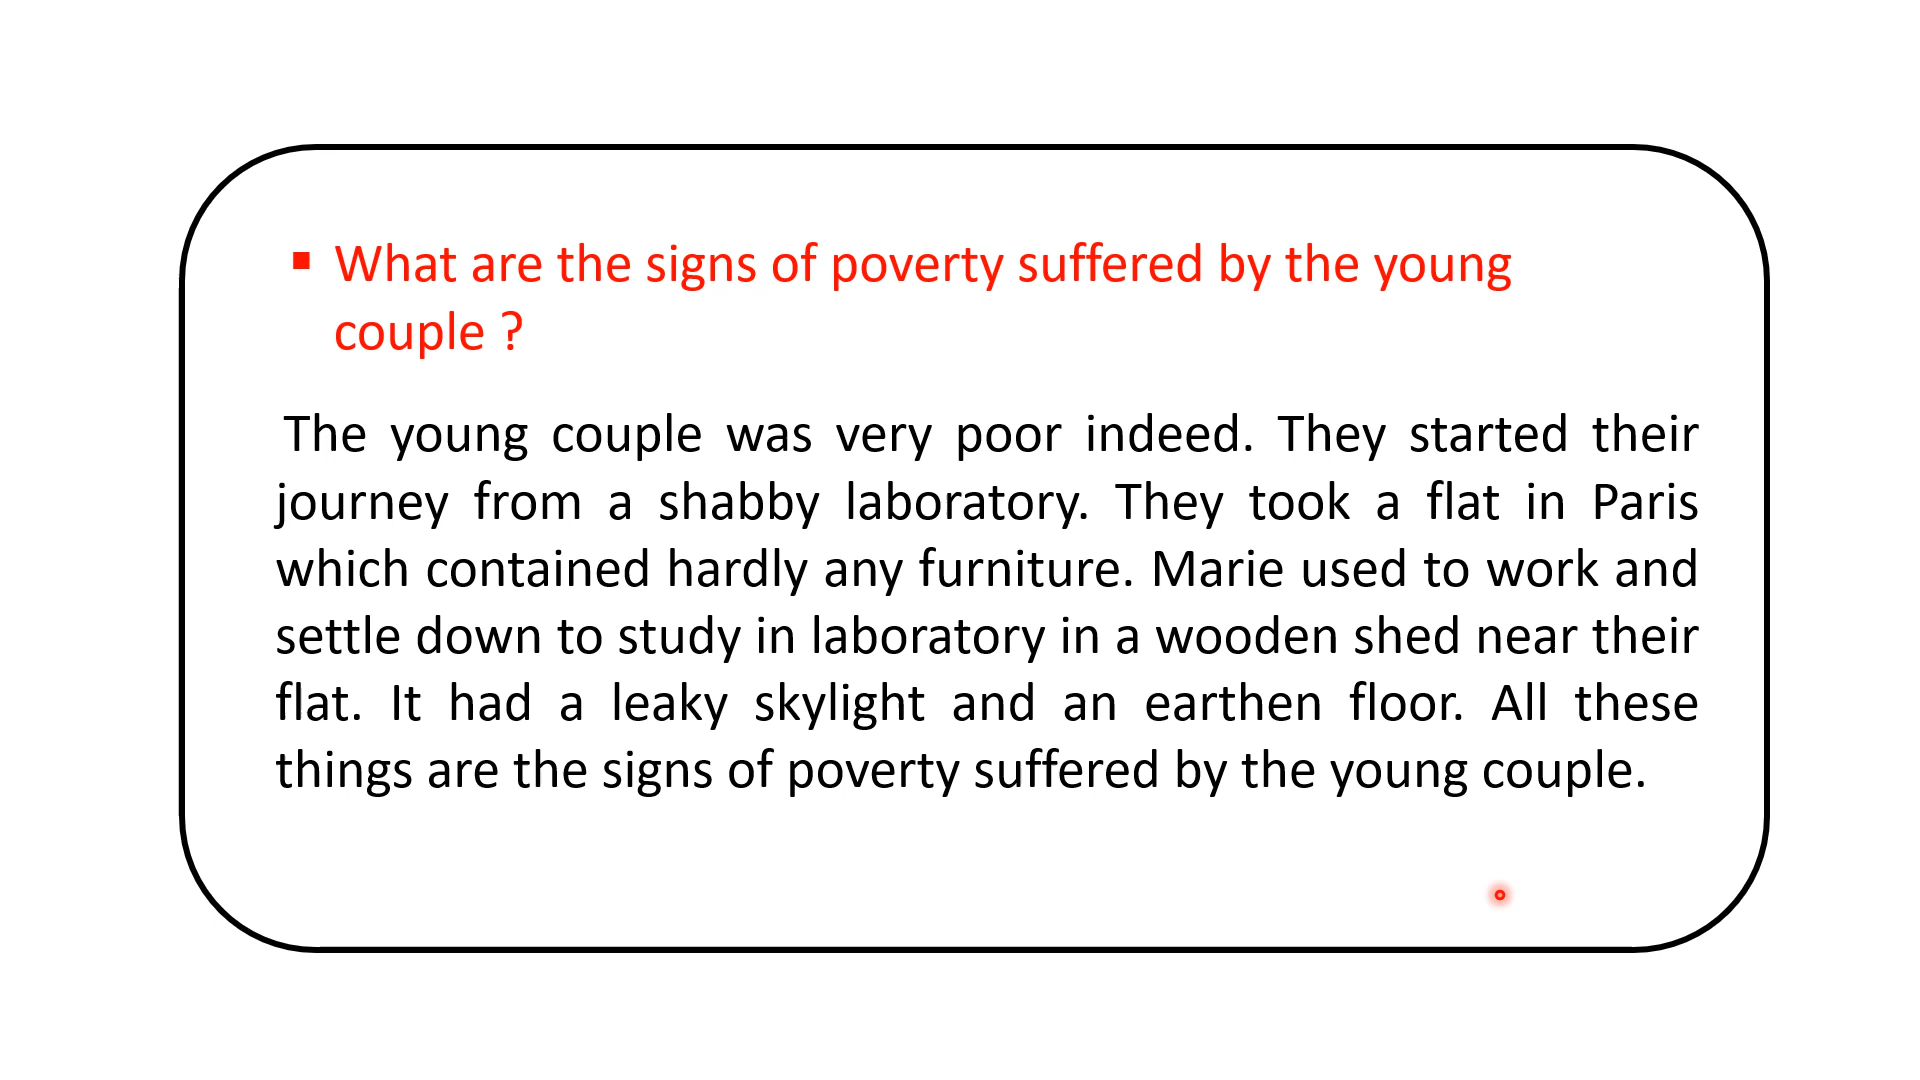 ▪ What are the signs of poverty suffered by the young
couple ?
The young couple was very poor indeed. They started their
journey from a shabby laboratory. They took a flat in Paris
which contained hardly any furniture. Marie used to work and
settle down to study in laboratory in a wooden shed near their
flat. It had a leaky skylight and an earthen floor. All these
things are the signs of poverty suffered by the young couple.